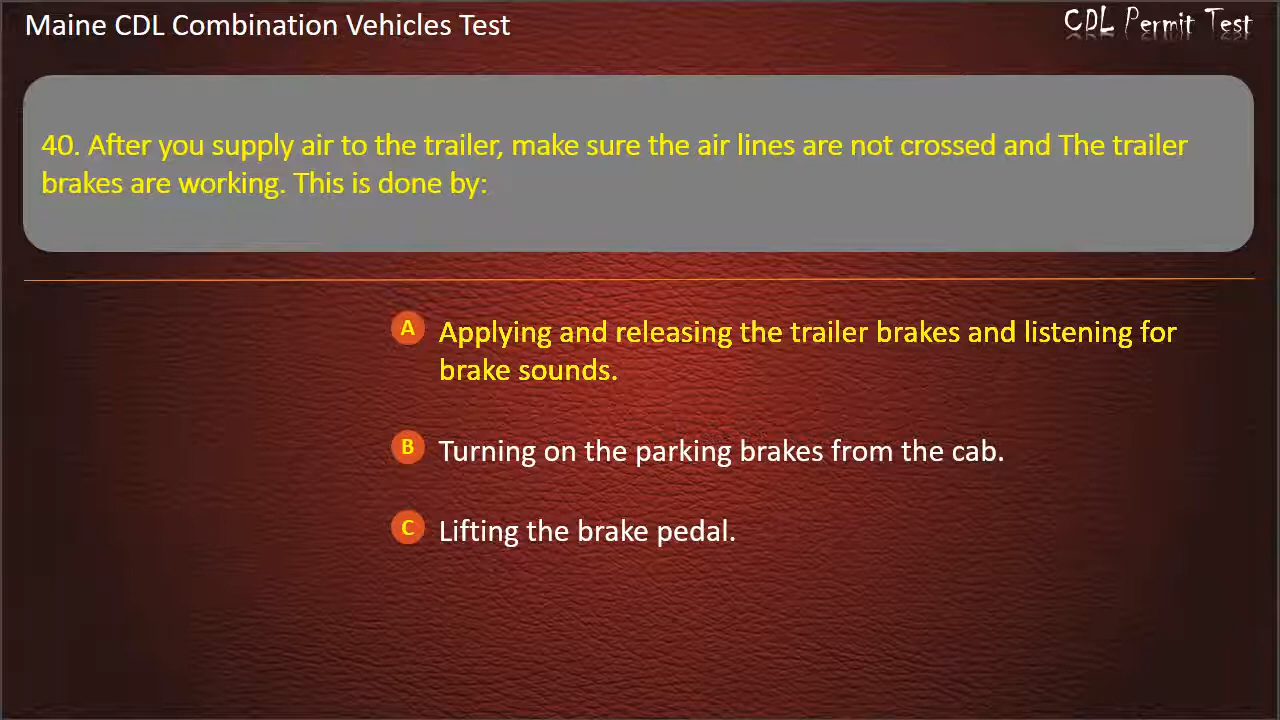 Maine CDL Combination Vehicles Test
CDL Permit Test
40. After you supply air to the trailer, make sure the air lines are not crossed and The trailer
brakes are working. This is done by:
A Applying and releasing the trailer brakes and listening for
brake sounds.
B Turning on the parking brakes from the cab.
C Lifting the brake pedal.